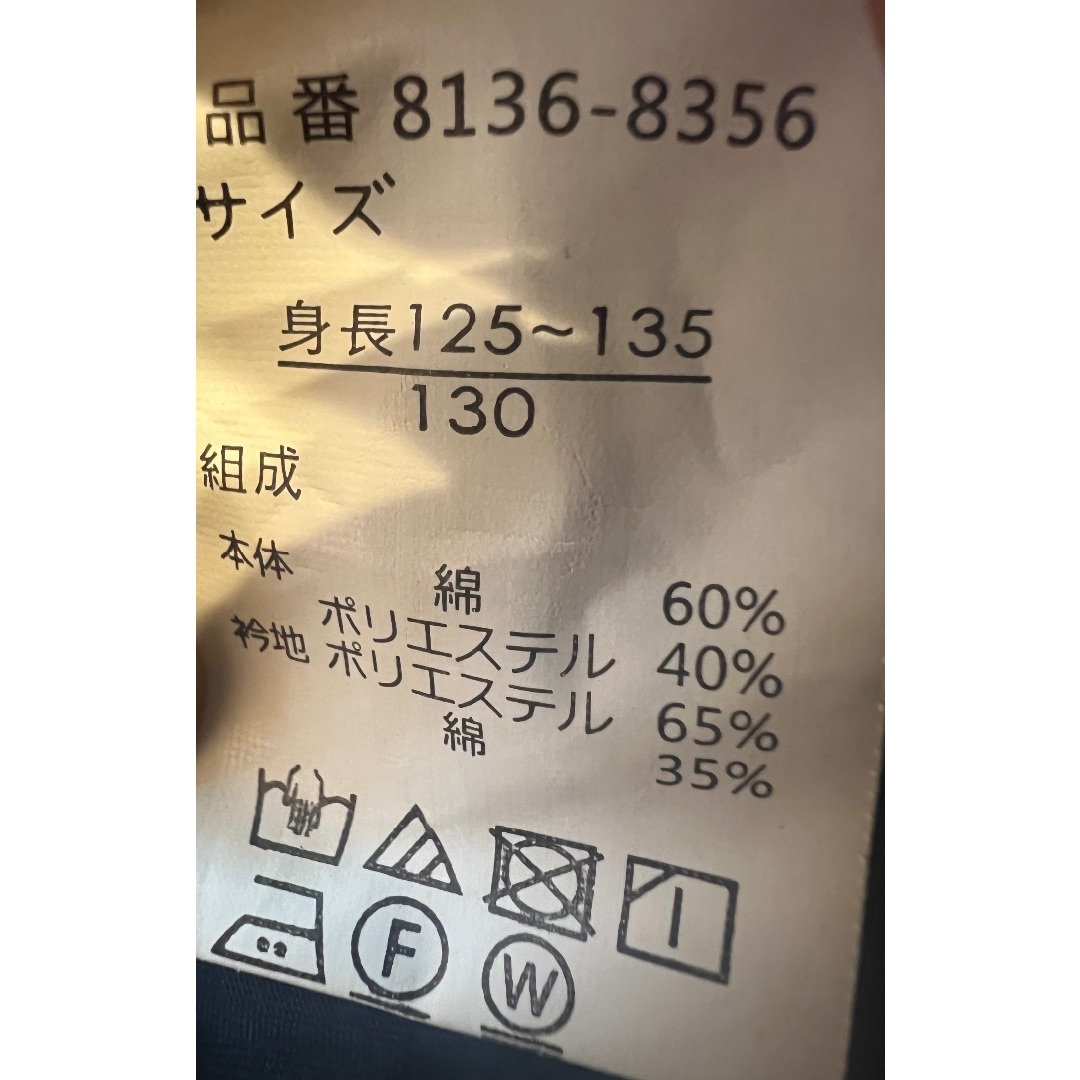 品番 8136-8356
サイズ
身長125~135
130
組成
本体 綿 60%
ポリエステル 40%
衿地 ポリエステル 65%
綿 35%
F
W